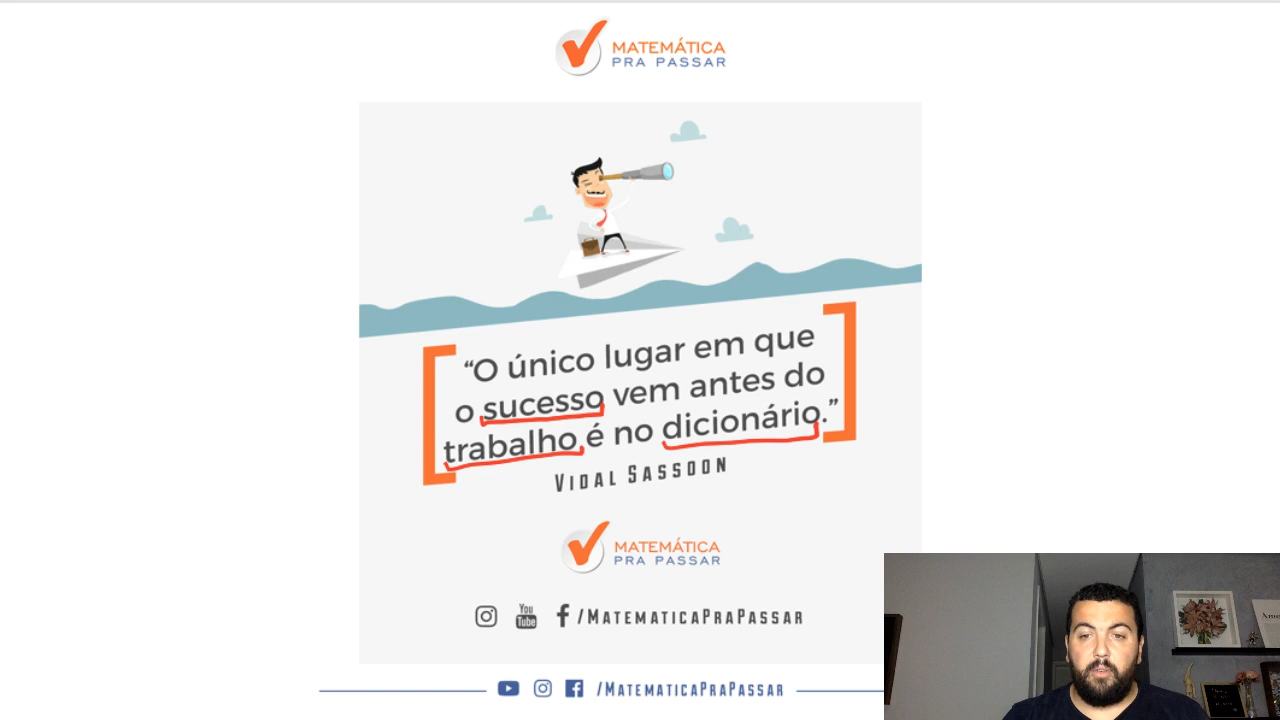 MATEMÁTICA
PRA PASSAR
“O único lugar em que
o sucesso vem antes do
trabalho é no dicionário.”
VIDAL SASSOON
MATEMÁTICA
PRA PASSAR
You
Tube
/MATEMATICAPRAPASSAR
/MATEMATICAPRAPASSAR